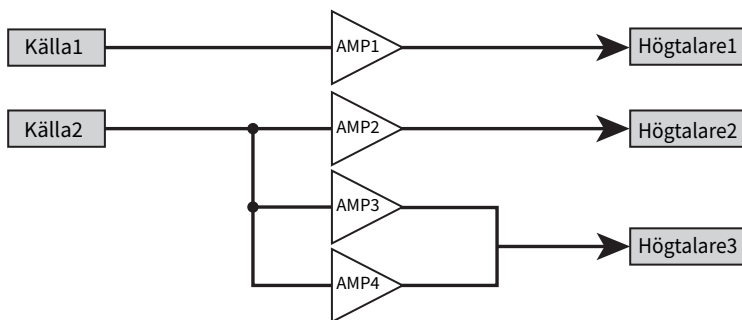 Källa1
AMP1
Högtalare1
Källa2
AMP2
Högtalare2
AMP3
Högtalare3
AMP4